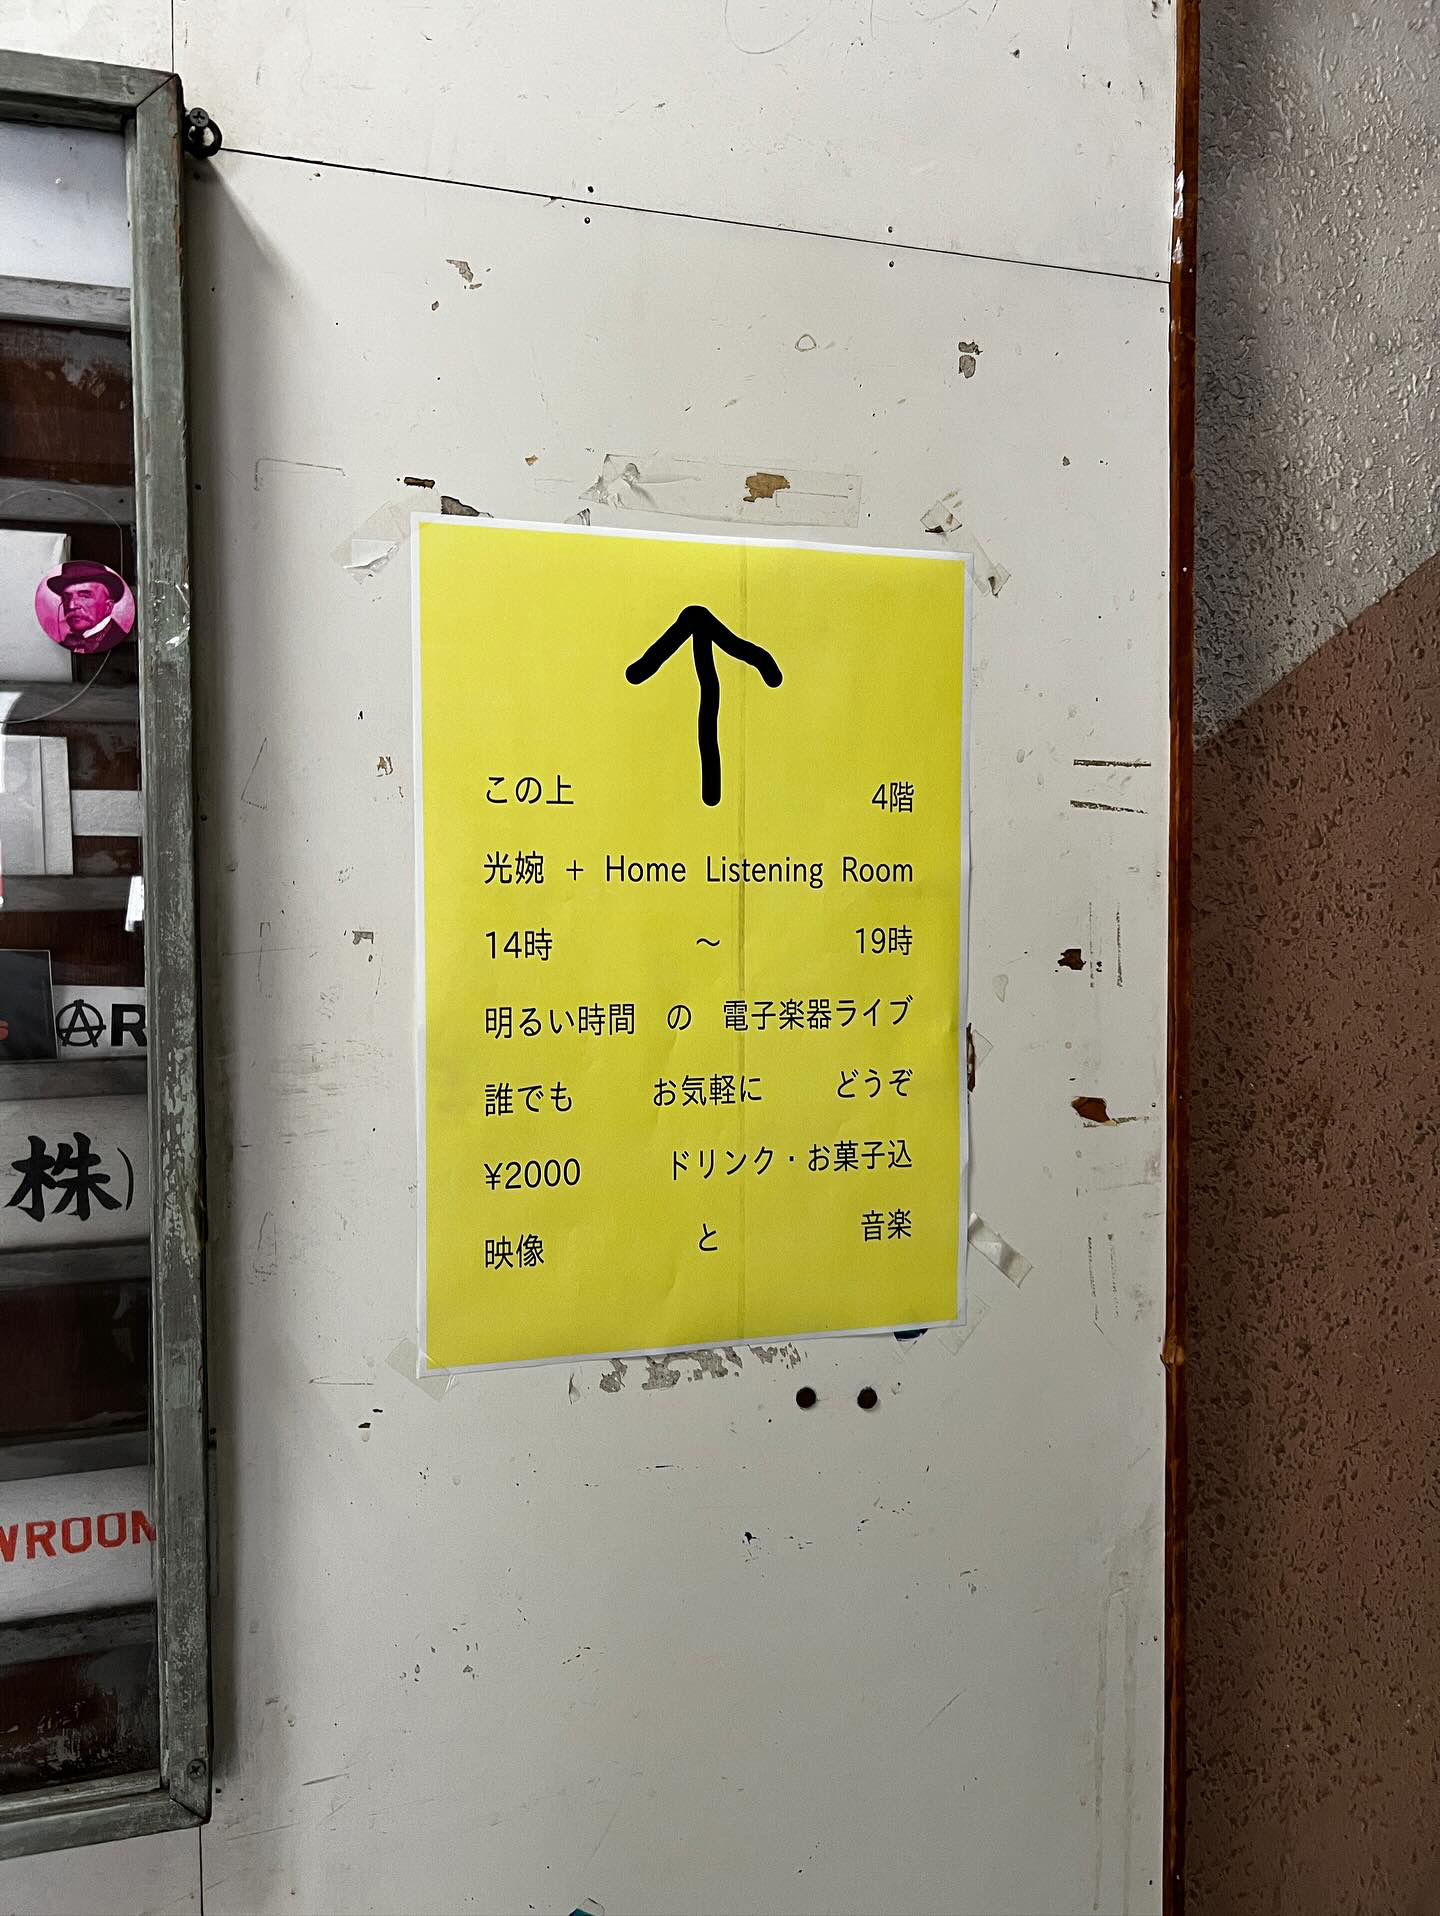 この上 4階
光婉 + Home Listening Room
14時 〜 19時
明るい時間 の 電子楽器ライブ
誰でも お気軽に どうぞ
¥2000 ドリンク・お菓子込
映像 と 音楽
AR
株)
WROOM